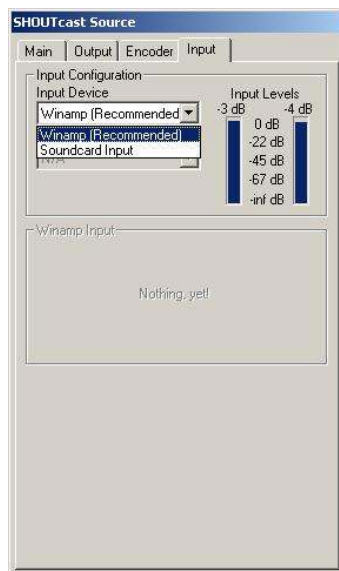 SHOUTcast Source
Main Output Encoder Input
Input Configuration
Input Device
Winamp (Recommended)
Winamp (Recommended)
Soundcard Input
N/A
Input Levels
-3 dB -4 dB
0 dB
-22 dB
-45 dB
-67 dB
-inf dB
Winamp Input
Nothing, yet!